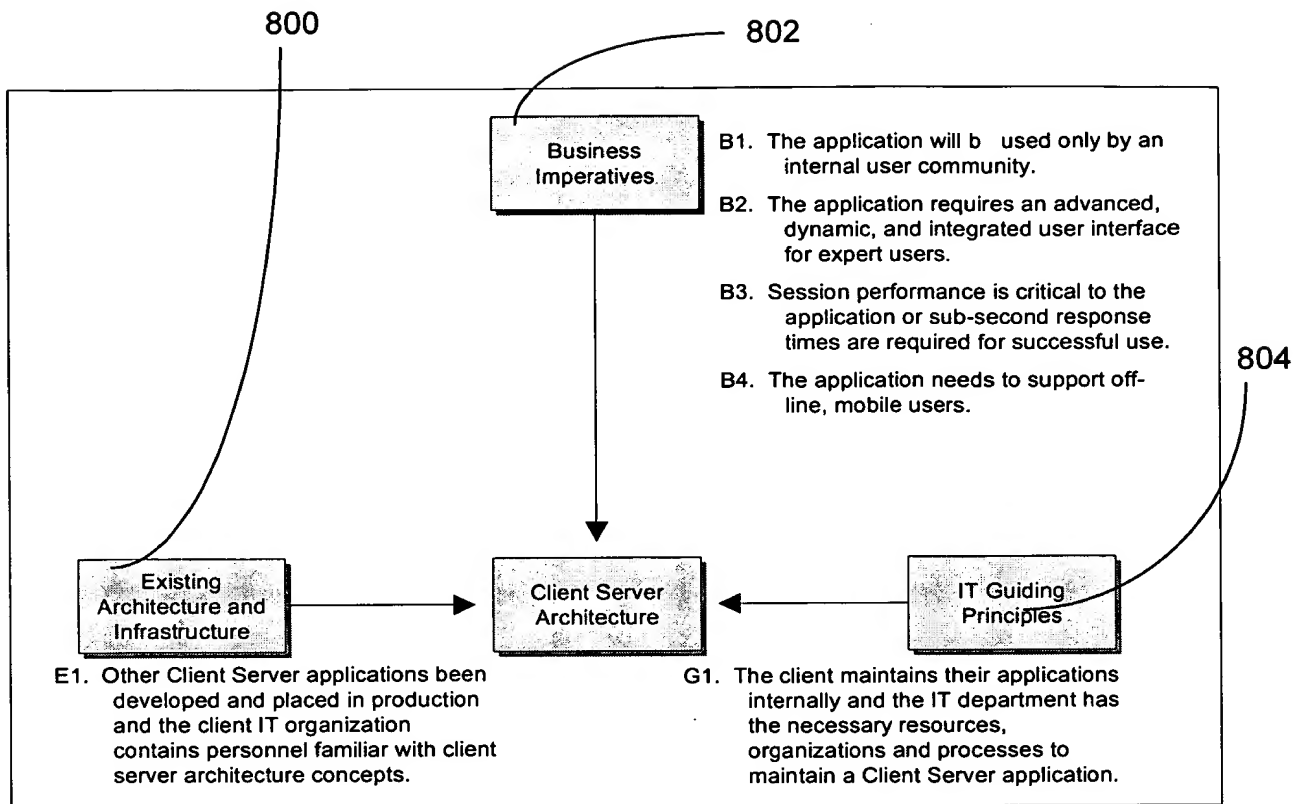 800
802
Business
Imperatives
B1. The application will b used only by an
internal user community.
B2. The application requires an advanced,
dynamic, and integrated user interface
for expert users.
B3. Session performance is critical to the
application or sub-second response
times are required for successful use.
B4. The application needs to support off-
line, mobile users.
804
Existing
Architecture and
Infrastructure
Client Server
Architecture
IT Guiding
Principles
E1. Other Client Server applications been
developed and placed in production
and the client IT organization
contains personnel familiar with client
server architecture concepts.
G1. The client maintains their applications
internally and the IT department has
the necessary resources,
organizations and processes to
maintain a Client Server application.